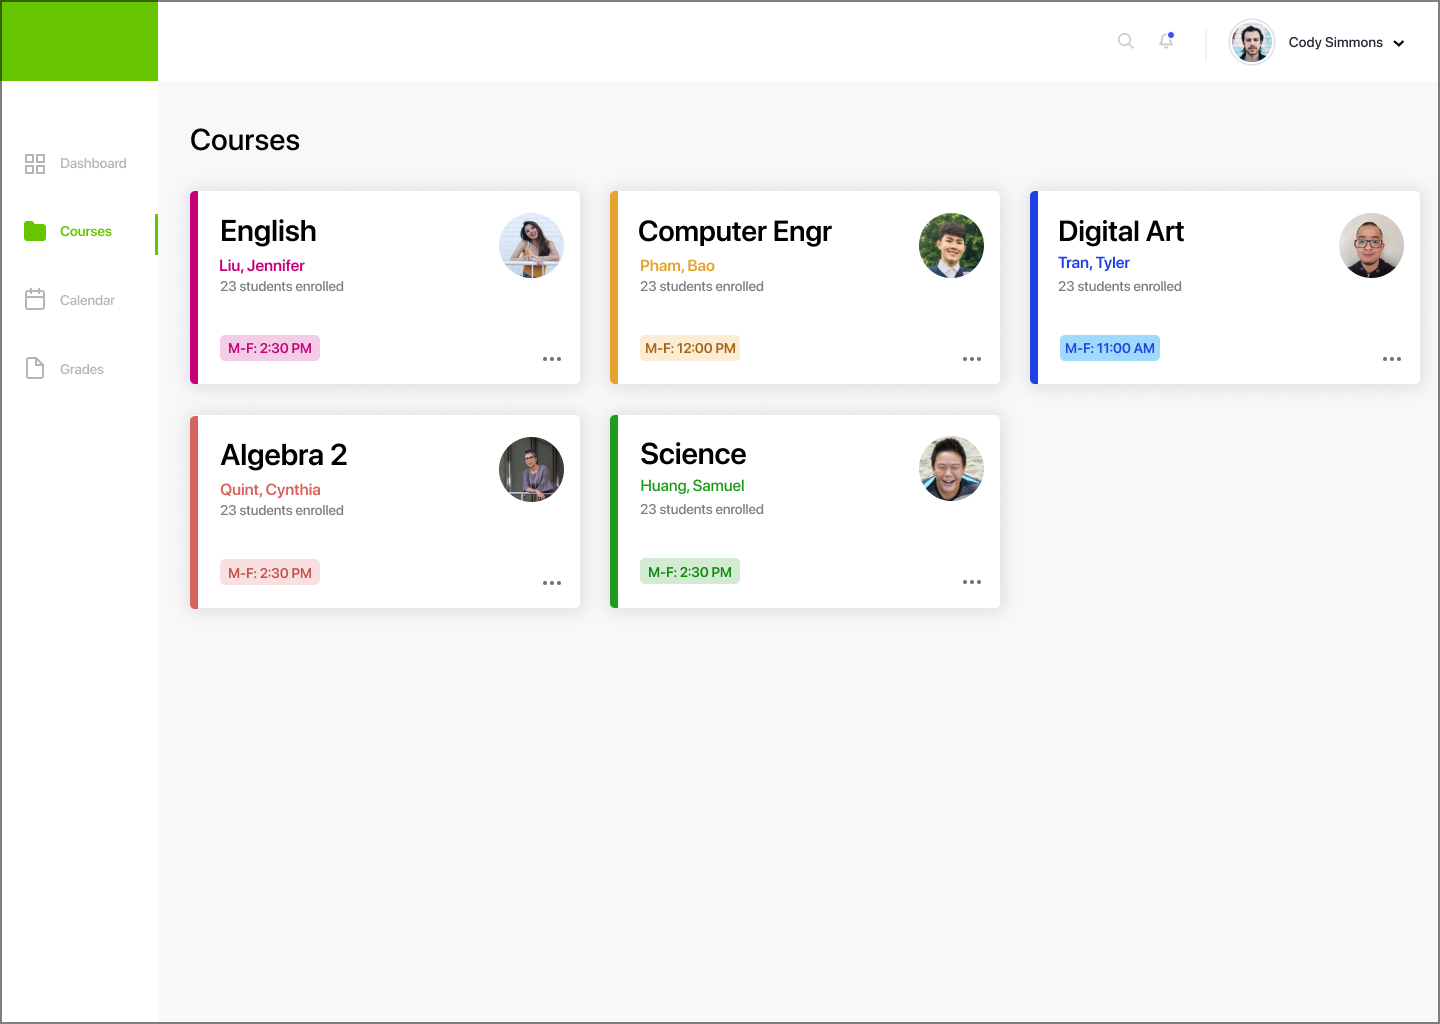 Cody Simmons
Dashboard
Courses
Calendar
Grades
Courses
English
Liu, Jennifer
23 students enrolled
M-F: 2:30 PM
Computer Engr
Pham, Bao
23 students enrolled
M-F: 12:00 PM
Digital Art
Tran, Tyler
23 students enrolled
M-F: 11:00 AM
Algebra 2
Quint, Cynthia
23 students enrolled
M-F: 2:30 PM
Science
Huang, Samuel
23 students enrolled
M-F: 2:30 PM